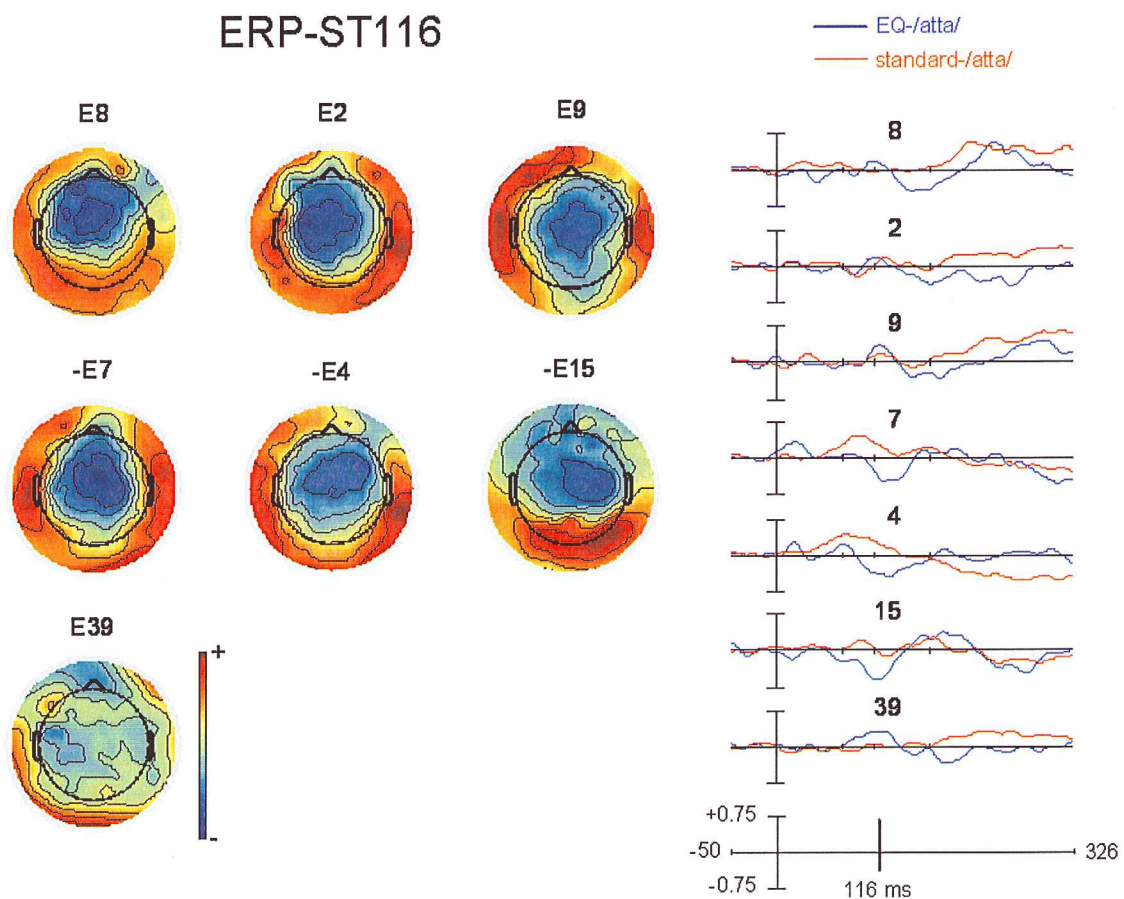 ERP-ST116
EQ-/atta/
standard-/atta/
E8 E2 E9
-E7 -E4 -E15
E39
+
-
8
2
9
7
4
15
39
+0.75
-50 326
-0.75 116 ms